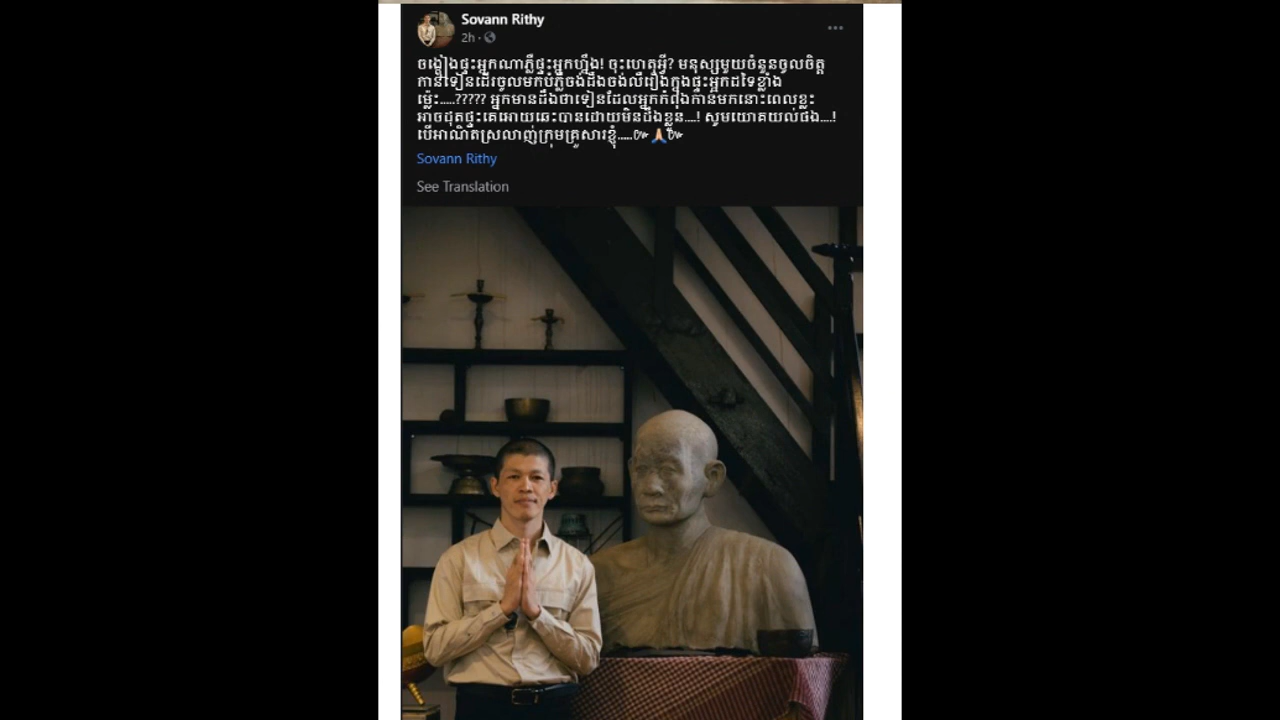 Sovann Rithy
2h
ចង្កៀងផ្ទះអ្នកណាភ្លឺផ្ទះអ្នកហ្នឹង! ចុះហេតុអ្វី? មនុស្សមួយចំនួនចូលចិត្ត
កាន់ទៀនដើរចូលមកបំភ្លឺចង់ដឹងចង់លឺរឿងក្នុងផ្ទះអ្នកដទៃខ្លាំង
ម្ល៉េះ.....????? អ្នកមានដឹងថាទៀនដែលអ្នកកំពុងកាន់មកនោះពេលខ្លះ
អាចដុតផ្ទះគេអោយឆេះបានដោយមិនដឹងខ្លួន....! សូមយោគយល់ផង....!
បើអាណិតស្រលាញ់ក្រុមគ្រួសារខ្ញុំ.....៚🙏🏻៚
Sovann Rithy
See Translation